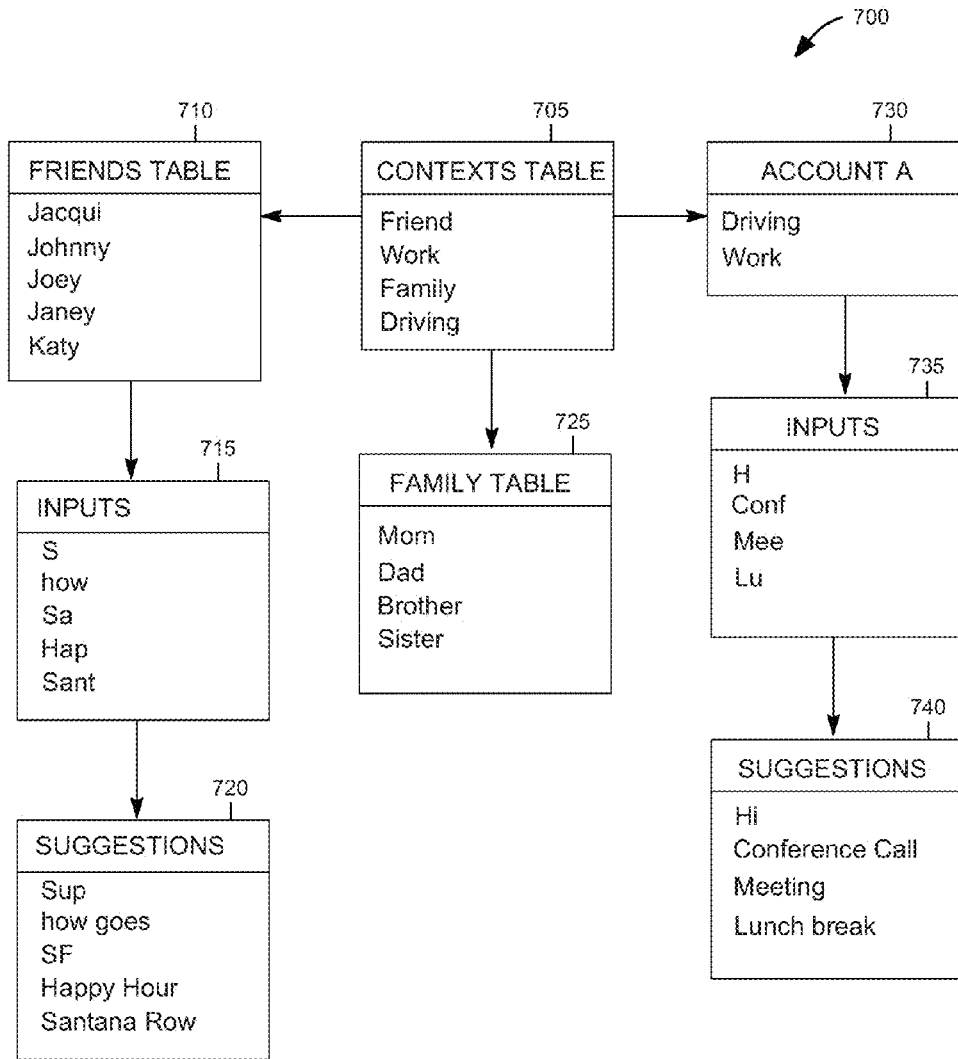 700
710
FRIENDS TABLE
Jacqui
Johnny
Joey
Janey
Katy
705
CONTEXTS TABLE
Friend
Work
Family
Driving
730
ACCOUNT A
Driving
Work
715
INPUTS
S
how
Sa
Hap
Sant
725
FAMILY TABLE
Mom
Dad
Brother
Sister
735
INPUTS
H
Conf
Mee
Lu
720
SUGGESTIONS
Sup
how goes
SF
Happy Hour
Santana Row
740
SUGGESTIONS
Hi
Conference Call
Meeting
Lunch break